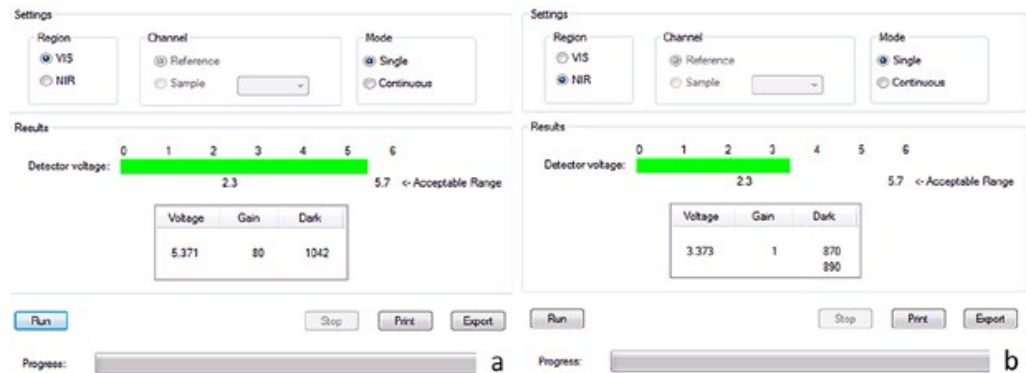 Settings
Region
Channel
Mode
VIS
Reference
Single
NIR
Sample
Continuous
Results
0 1 2 3 4 5 6
Detector voltage:
2.3 5.7 <- Acceptable Range
Voltage Gain Dark
5.371 80 1042
Run Stop Print Export
Progress:
a
Settings
Region
Channel
Mode
VIS
Reference
Single
NIR
Sample
Continuous
Results
0 1 2 3 4 5 6
Detector voltage:
2.3 5.7 <- Acceptable Range
Voltage Gain Dark
3.373 1 870
890
Run Stop Print Export
Progress:
b